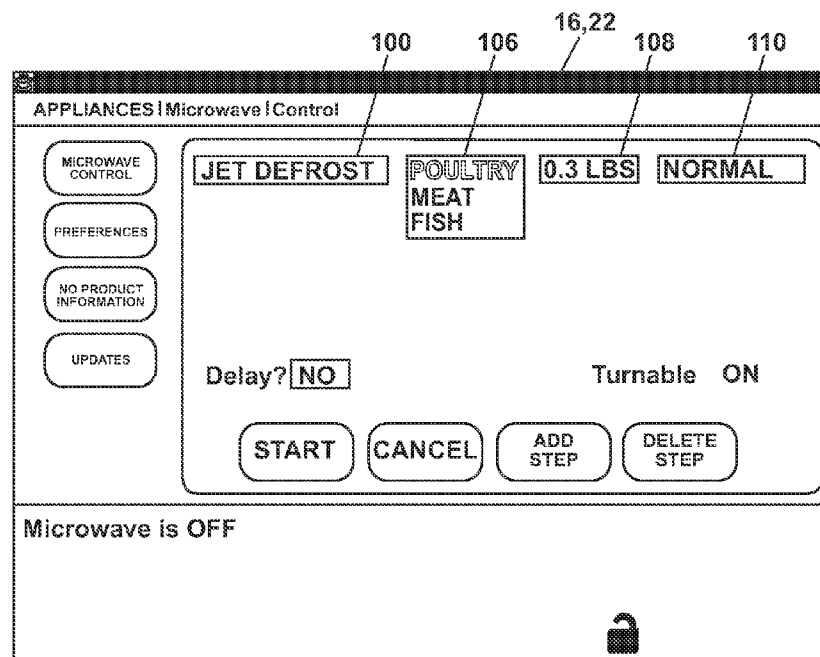 16,22
100 106 108 110
APPLIANCES | Microwave | Control
MICROWAVE
CONTROL
PREFERENCES
NO PRODUCT
INFORMATION
UPDATES
JET DEFROST POULTRY 0.3 LBS NORMAL
MEAT
FISH
Delay? NO Turnable ON
START CANCEL ADD
STEP DELETE
STEP
Microwave is OFF